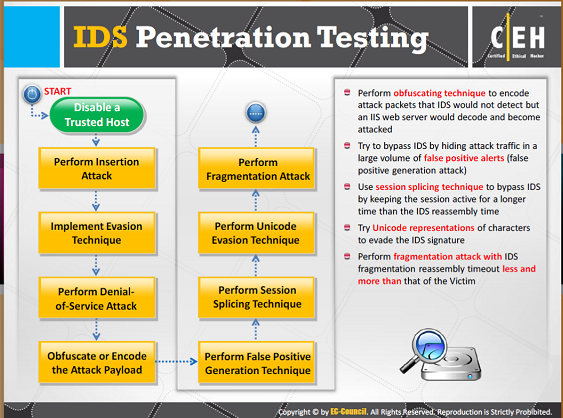 IDS Penetration Testing
C|EH
Certified Ethical Hacker
START
Disable a
Trusted Host
Perform Insertion
Attack
Implement Evasion
Technique
Perform Denial-
of-Service Attack
Obfuscate or Encode
the Attack Payload
Perform False Positive
Generation Technique
Perform Session
Splicing Technique
Perform Unicode
Evasion Technique
Perform
Fragmentation Attack
Perform obfuscating technique to encode
attack packets that IDS would not detect but
an IIS web server would decode and become
attacked
Try to bypass IDS by hiding attack traffic in a
large volume of false positive alerts (false
positive generation attack)
Use session splicing technique to bypass IDS
by keeping the session active for a longer
time than the IDS reassembly time
Try Unicode representations of characters
to evade the IDS signature
Perform fragmentation attack with IDS
fragmentation reassembly timeout less and
more than that of the Victim
Copyright © by EC-Council. All Rights Reserved. Reproduction is Strictly Prohibited.